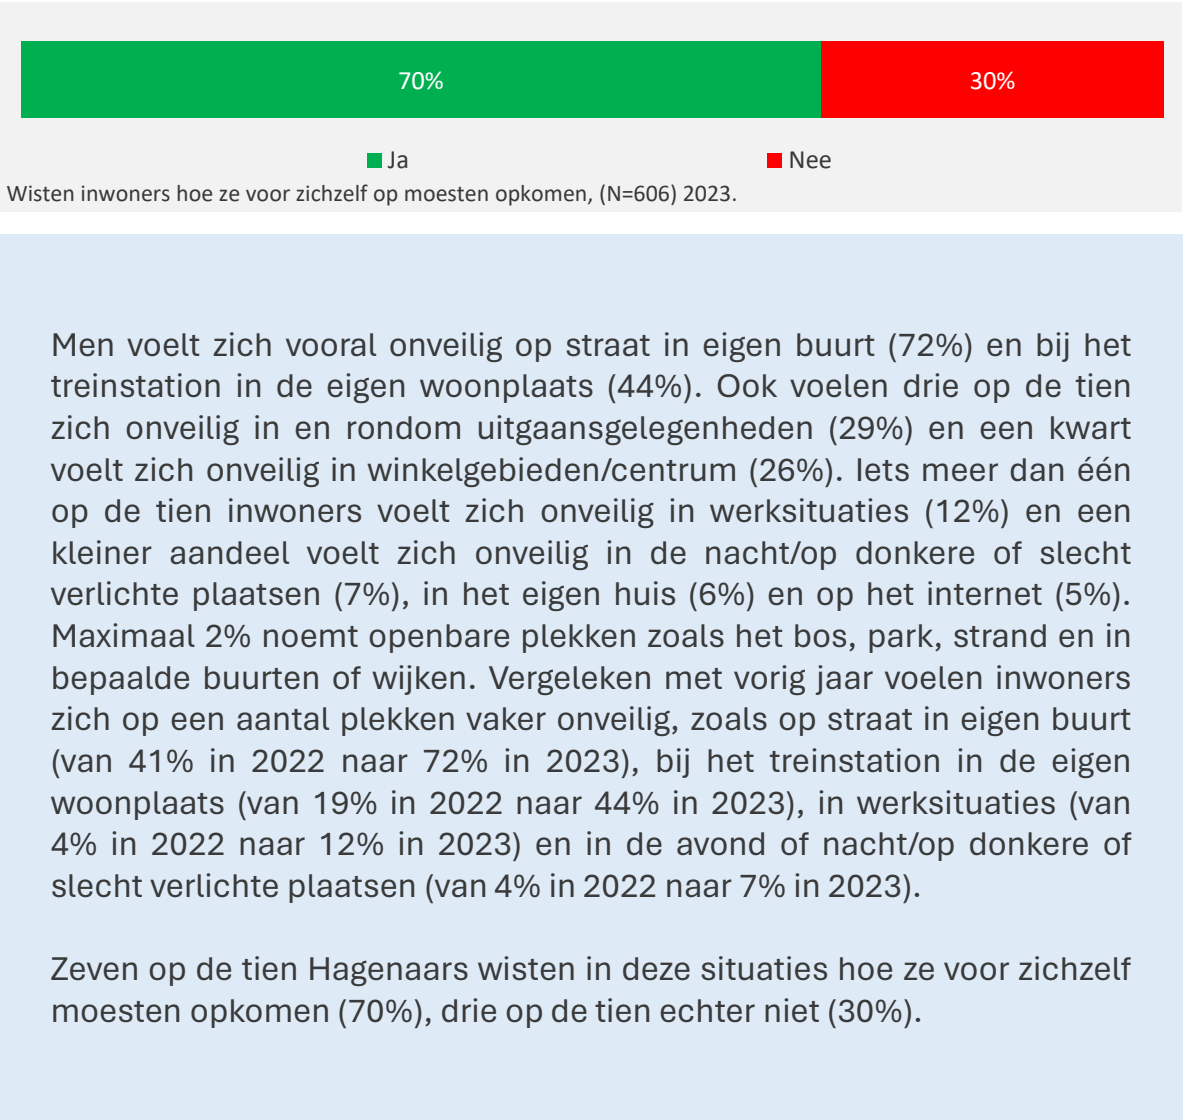 70%
30%
Ja
Nee
Wisten inwoners hoe ze voor zichzelf op moesten opkomen, (N=606) 2023.
Men voelt zich vooral onveilig op straat in eigen buurt (72%) en bij het
treinstation in de eigen woonplaats (44%). Ook voelen drie op de tien
zich onveilig in en rondom uitgaansgelegenheden (29%) en een kwart
voelt zich onveilig in winkelgebieden/centrum (26%). Iets meer dan één
op de tien inwoners voelt zich onveilig in werksituaties (12%) en een
kleiner aandeel voelt zich onveilig in de nacht/op donkere of slecht
verlichte plaatsen (7%), in het eigen huis (6%) en op het internet (5%).
Maximaal 2% noemt openbare plekken zoals het bos, park, strand en in
bepaalde buurten of wijken. Vergeleken met vorig jaar voelen inwoners
zich op een aantal plekken vaker onveilig, zoals op straat in eigen buurt
(van 41% in 2022 naar 72% in 2023), bij het treinstation in de eigen
woonplaats (van 19% in 2022 naar 44% in 2023), in werksituaties (van
4% in 2022 naar 12% in 2023) en in de avond of nacht/op donkere of
slecht verlichte plaatsen (van 4% in 2022 naar 7% in 2023).
Zeven op de tien Hagenaars wisten in deze situaties hoe ze voor zichzelf
moesten opkomen (70%), drie op de tien echter niet (30%).